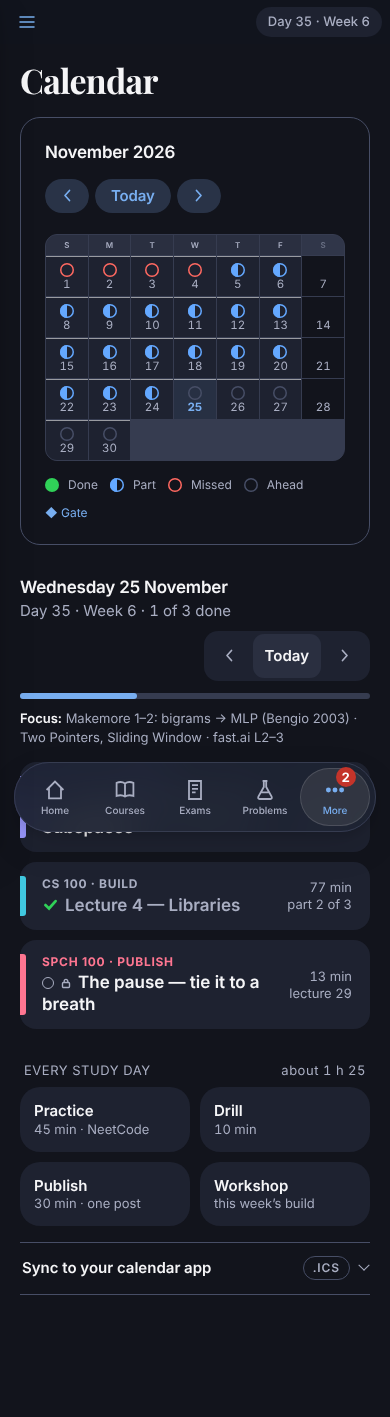 Day 35 · Week 6
Calendar
November 2026
Today
S M T W T F S
1 2 3 4 5 6 7
8 9 10 11 12 13 14
15 16 17 18 19 20 21
22 23 24 25 26 27 28
29 30
Done Part Missed Ahead
Gate
Wednesday 25 November
Day 35 · Week 6 · 1 of 3 done
Today
Focus: Makemore 1–2: bigrams → MLP (Bengio 2003) ·
Two Pointers, Sliding Window · fast.ai L2–3
2
Home Courses Exams Problems More
CS 100 · BUILD
77 min
Lecture 4 — Libraries
part 2 of 3
SPCH 100 · PUBLISH
13 min
The pause — tie it to a
lecture 29
breath
EVERY STUDY DAY about 1 h 25
Practice Drill
45 min · NeetCode 10 min
Publish Workshop
30 min · one post this week's build
Sync to your calendar app .ICS